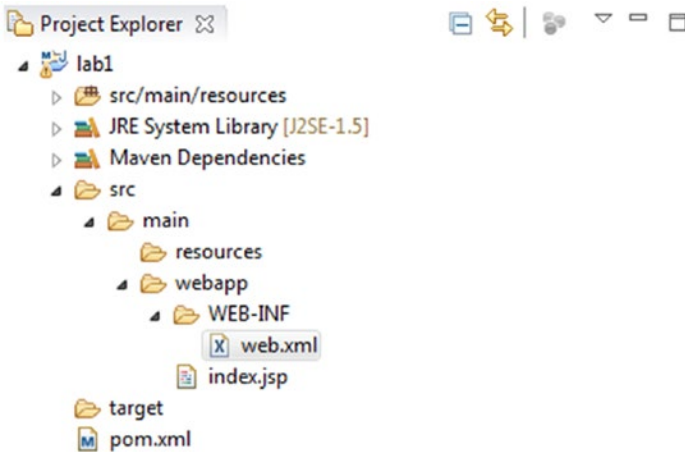 Project Explorer
lab1
src/main/resources
JRE System Library [J2SE-1.5]
Maven Dependencies
src
main
resources
webapp
WEB-INF
web.xml
index.jsp
target
pom.xml